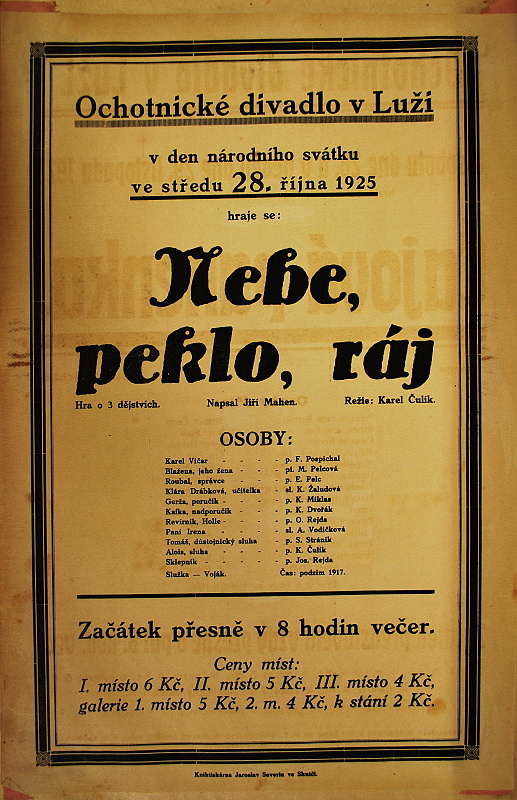 Ochotnické divadlo v Luži
v den národního svátku
ve středu 28. října 1925
hraje se:
Nebe,
peklo, ráj
Hra o 3 dějstvích. Napsal Jiří Mahen. Režie: Karel Čulík.
OSOBY:
Karel Vičar - - - - p. F. Pospíchal
Blažena, jeho žena - - - - pí. M. Pelcová
Roubal, správce - - - - p. E. Pelc
Klára Drábková, učitelka - - sl. K. Žaludová
Gerža, poručík - - - - p. K. Miklas
Kafka, nadporučík - - - - p. K. Dvořák
Revírník, Holle - - - - p. O. Rejda
Paní Irena - - - - sl. A. Vodičková
Tomáš, důstojnický sluha - p. S. Stráník
Alois, sluha - - - - p. K. Čulík
Sklepník - - - - - p. Jos. Rejda
Služka — Voják. Čas: podzim 1917.
Začátek přesně v 8 hodin večer.
Ceny míst:
I. místo 6 Kč, II. místo 5 Kč, III. místo 4 Kč,
galerie 1. místo 5 Kč, 2. m. 4 Kč, k stání 2 Kč.
Knihtiskárna Jaroslav Severin ve Skutči.